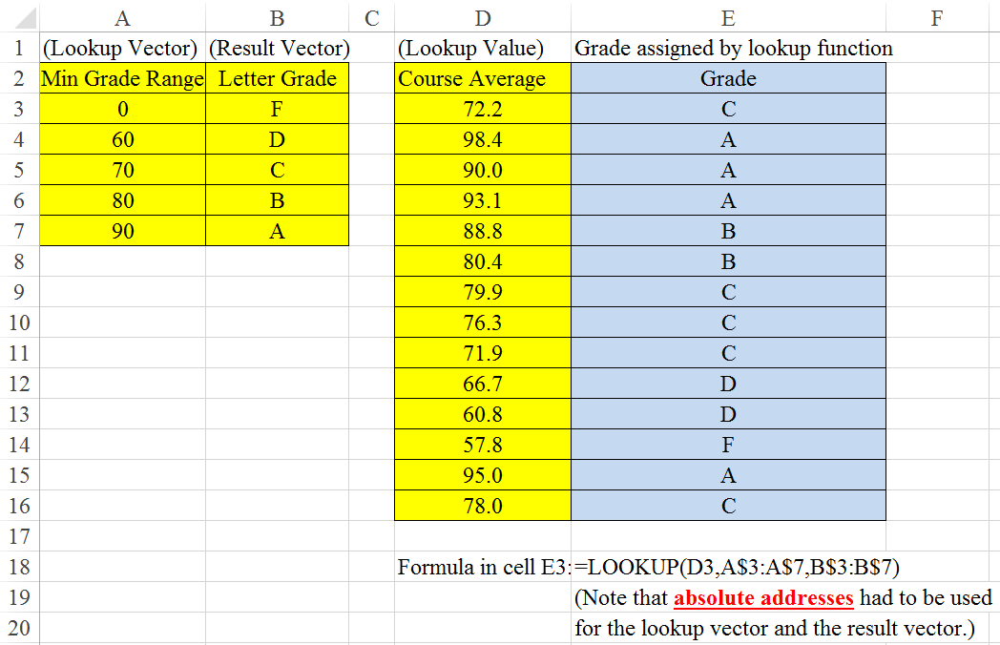 A B C D E F
1 (Lookup Vector) (Result Vector) (Lookup Value) Grade assigned by lookup function
2 Min Grade Range Letter Grade Course Average Grade
3 0 F 72.2 C
4 60 D 98.4 A
5 70 C 90.0 A
6 80 B 93.1 A
7 90 A 88.8 B
8 80.4 B
9 79.9 C
10 76.3 C
11 71.9 C
12 66.7 D
13 60.8 D
14 57.8 F
15 95.0 A
16 78.0 C
17
18 Formula in cell E3: =LOOKUP(D3,A$3:A$7,B$3:B$7)
19 (Note that absolute addresses had to be used
20 for the lookup vector and the result vector.)